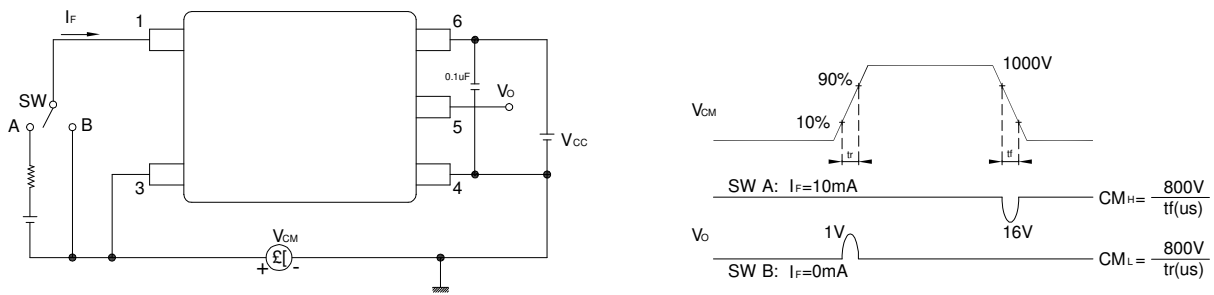 IF
1
6
0.1uF
SW
VO
A
B
5
VCC
3
4
VCM
£[
+ -
1000V
90%
VCM
10%
tr
tf
SW A: IF=10mA
CMH= 800V
tf(us)
VO
1V
16V
CML= 800V
tr(us)
SW B: IF=0mA